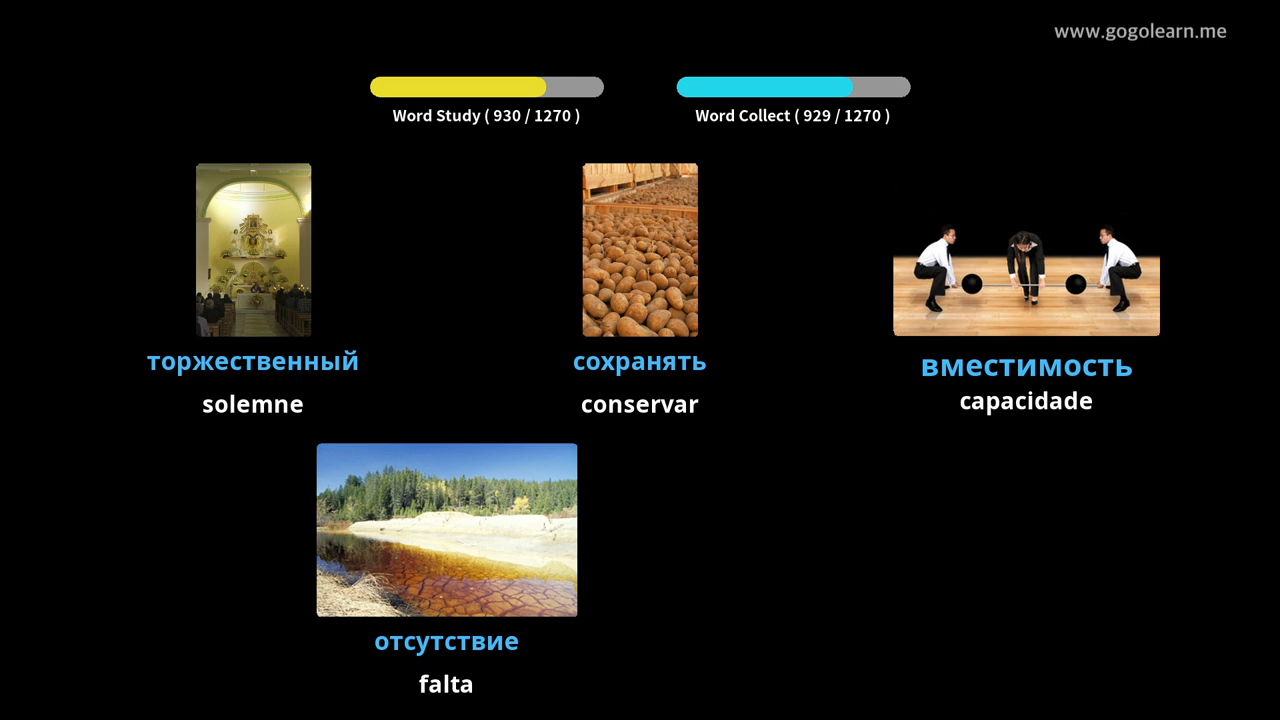 www.gogolearn.me
Word Study ( 930 / 1270 )
Word Collect ( 929 / 1270 )
торжественный
solemne
сохранять
conservar
вместимость
capacidade
отсутствие
falta